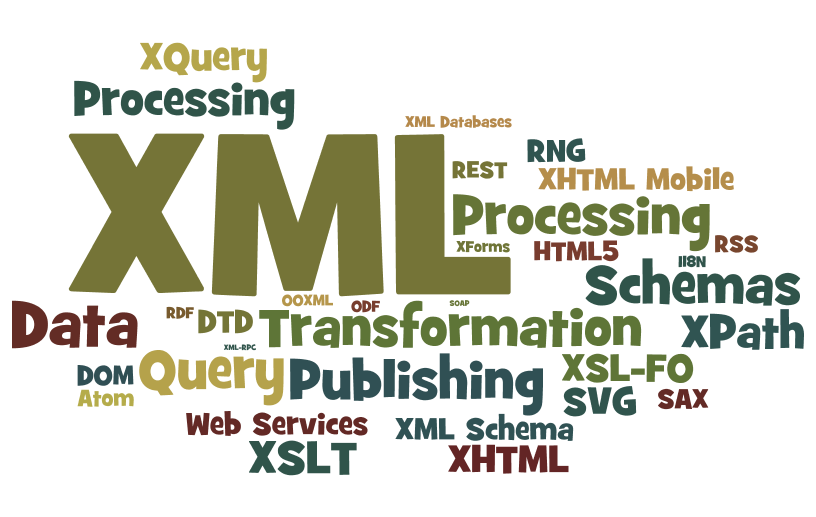 XQuery
Processing
XML Databases
XML
REST
RNG
XHTML Mobile
Processing
XForms
HTML5
RSS
I18N
Schemas
OOXML
ODF
SOAP
Data
RDF
DTD
Transformation
XPath
XML-RPC
DOM
Query
Publishing
XSL-FO
Atom
SVG
SAX
Web Services
XML Schema
XSLT
XHTML